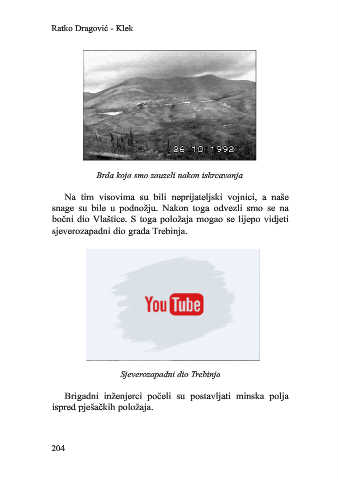 Ratko Dragović - Klek
26 10 1992
Brda koja smo zauzeli nakon iskrcavanja
Na tim visovima su bili neprijateljski vojnici, a naše
snage su bile u podnožju. Nakon toga odvezli smo se na
bočni dio Vlaštice. S toga položaja mogao se lijepo vidjeti
sjeverozapadni dio grada Trebinja.
YouTube
Sjeverozapadni dio Trebinja
Brigadni inženjerci počeli su postavljati minska polja
ispred pješačkih položaja.
204